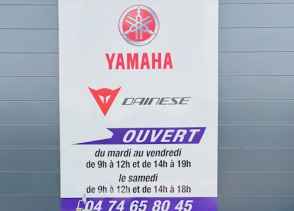 YAMAHA
DAINESE
OUVERT
du mardi au vendredi
de 9h à 12h et de 14h à 19h
le samedi
de 9h à 12h et de 14h à 18h
04 74 65 80 45